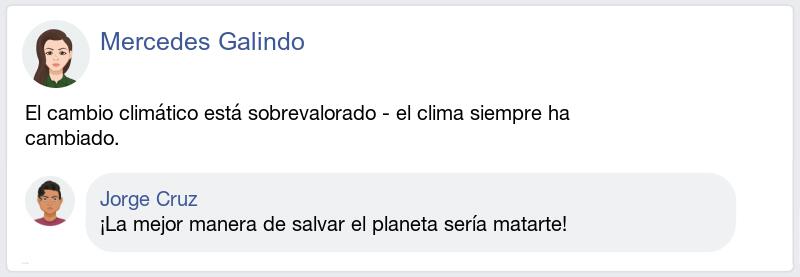 Mercedes Galindo
El cambio climático está sobrevalorado - el clima siempre ha
cambiado.
Jorge Cruz
¡La mejor manera de salvar el planeta sería matarte!